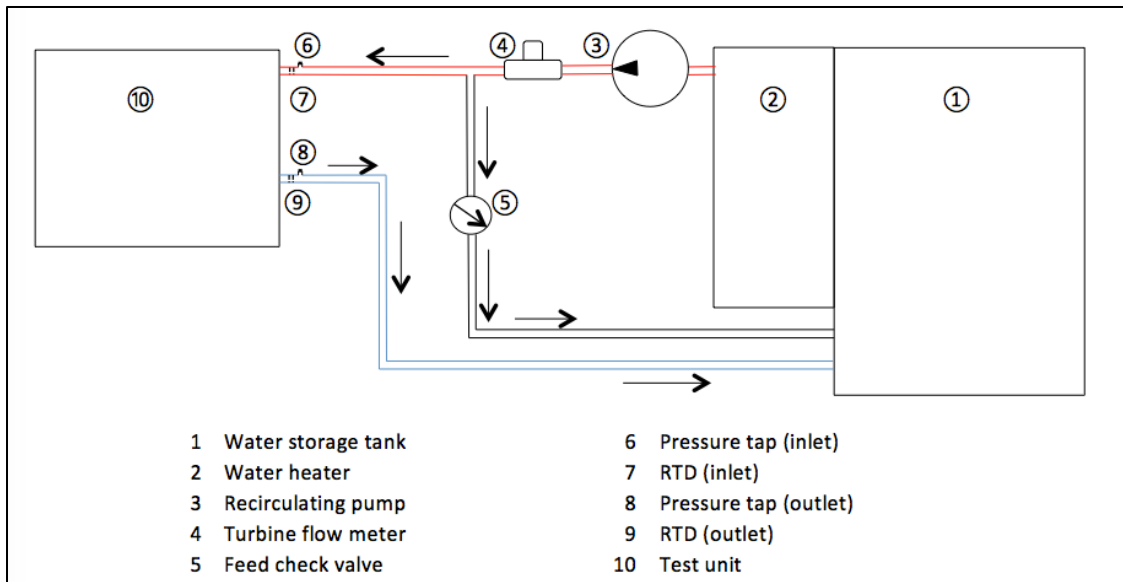 ⑥
④
③
⑩
⑦
②
①
⑧
⑨
⑤
1 Water storage tank
2 Water heater
3 Recirculating pump
4 Turbine flow meter
5 Feed check valve
6 Pressure tap (inlet)
7 RTD (inlet)
8 Pressure tap (outlet)
9 RTD (outlet)
10 Test unit